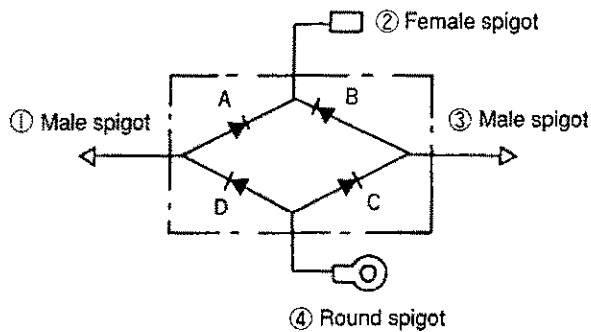 ② Female spigot
A
B
① Male spigot
③ Male spigot
D
C
④ Round spigot